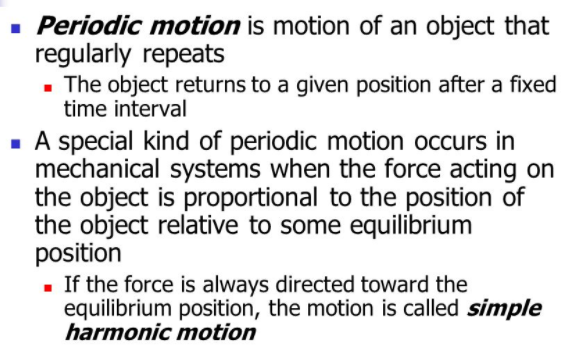 Periodic motion is motion of an object that
regularly repeats
The object returns to a given position after a fixed
time interval
A special kind of periodic motion occurs in
mechanical systems when the force acting on
the object is proportional to the position of
the object relative to some equilibrium
position
If the force is always directed toward the
equilibrium position, the motion is called simple
harmonic motion